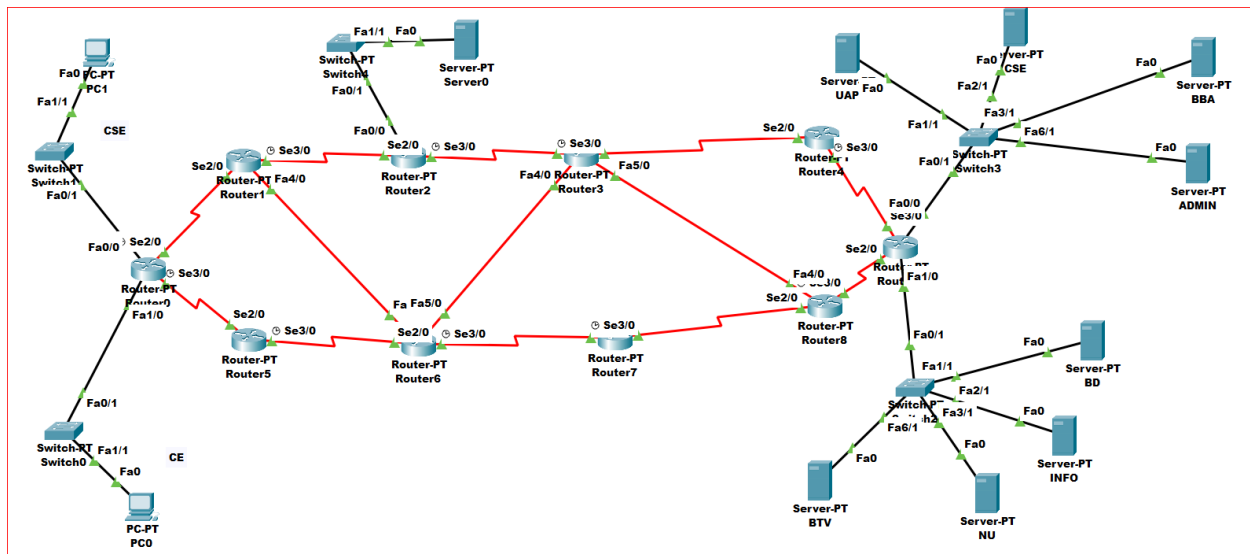 Fa1/1
Fa0
Switch-PT
Switch4
Server-PT
Server0
Fa0/1
Fa0
PC-PT
PC1
Fa1/1
CSE
Switch-PT
Switch1
Fa0/1
Fa0/0
Se2/0
Se3/0
Router-PT
Router0
Fa1/0
Se2/0
Se3/0
Router-PT
Router1
Fa4/0
Fa0/0
Se2/0
Se3/0
Router-PT
Router2
Se3/0
Fa4/0
Fa5/0
Router-PT
Router3
Se2/0
Se3/0
Router4
Server-PT
CSE
Fa0
UAP
Fa0
Fa2/1
Fa0
Server-PT
BBA
Fa1/1
Fa3/1
Fa6/1
Fa0/1
Switch-PT
Switch3
Fa0
Server-PT
ADMIN
Fa0/0
Se3/0
Se2/0
Fa1/0
Se2/0
Se3/0
Router-PT
Router5
Fa5/0
Se2/0
Se3/0
Router-PT
Router6
Se3/0
Router-PT
Router7
Fa4/0
Se3/0
Se2/0
Router-PT
Router8
Fa0/1
Fa0/1
Fa1/1
Fa0
Server-PT
BD
Fa2/1
Fa3/1
Fa6/1
Fa0
Server-PT
INFO
Fa0
Server-PT
BTV
Fa0
Server-PT
NU
Switch-PT
Switch0
Fa1/1
CE
Fa0
PC-PT
PC0